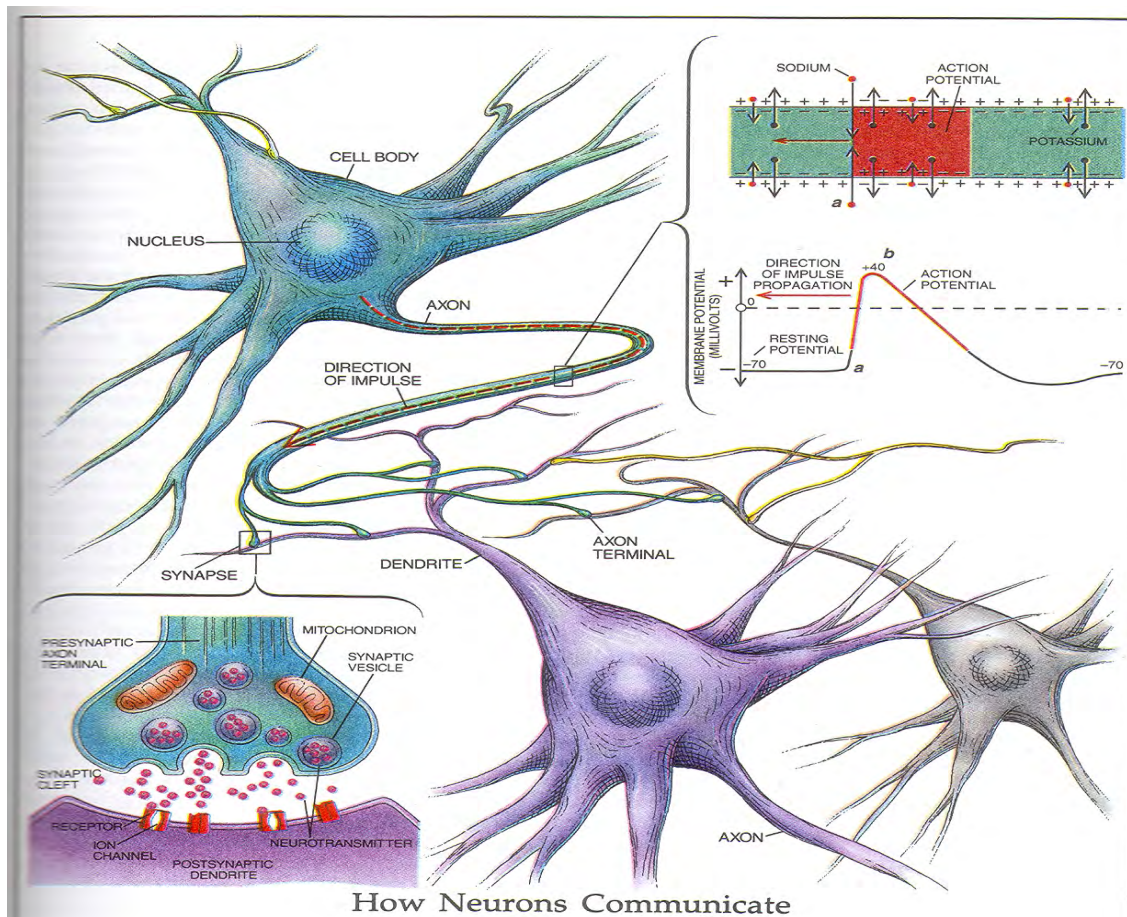 SODIUM
ACTION
POTENTIAL
+ + + + + + + - - - - + + + - - - - + + + + + + + + + +
POTASSIUM
a
CELL BODY
NUCLEUS
AXON
DIRECTION
OF IMPULSE
MEMBRANE POTENTIAL
(MILLIVOLTS)
+
0
−
DIRECTION
OF IMPULSE
PROPAGATION
b
+40
ACTION
POTENTIAL
RESTING
POTENTIAL
−70
a
−70
SYNAPSE
DENDRITE
AXON
TERMINAL
PRESYNAPTIC
AXON
TERMINAL
MITOCHONDRION
SYNAPTIC
VESICLE
SYNAPTIC
CLEFT
RECEPTOR
ION
CHANNEL
NEUROTRANSMITTER
POSTSYNAPTIC
DENDRITE
AXON
How Neurons Communicate